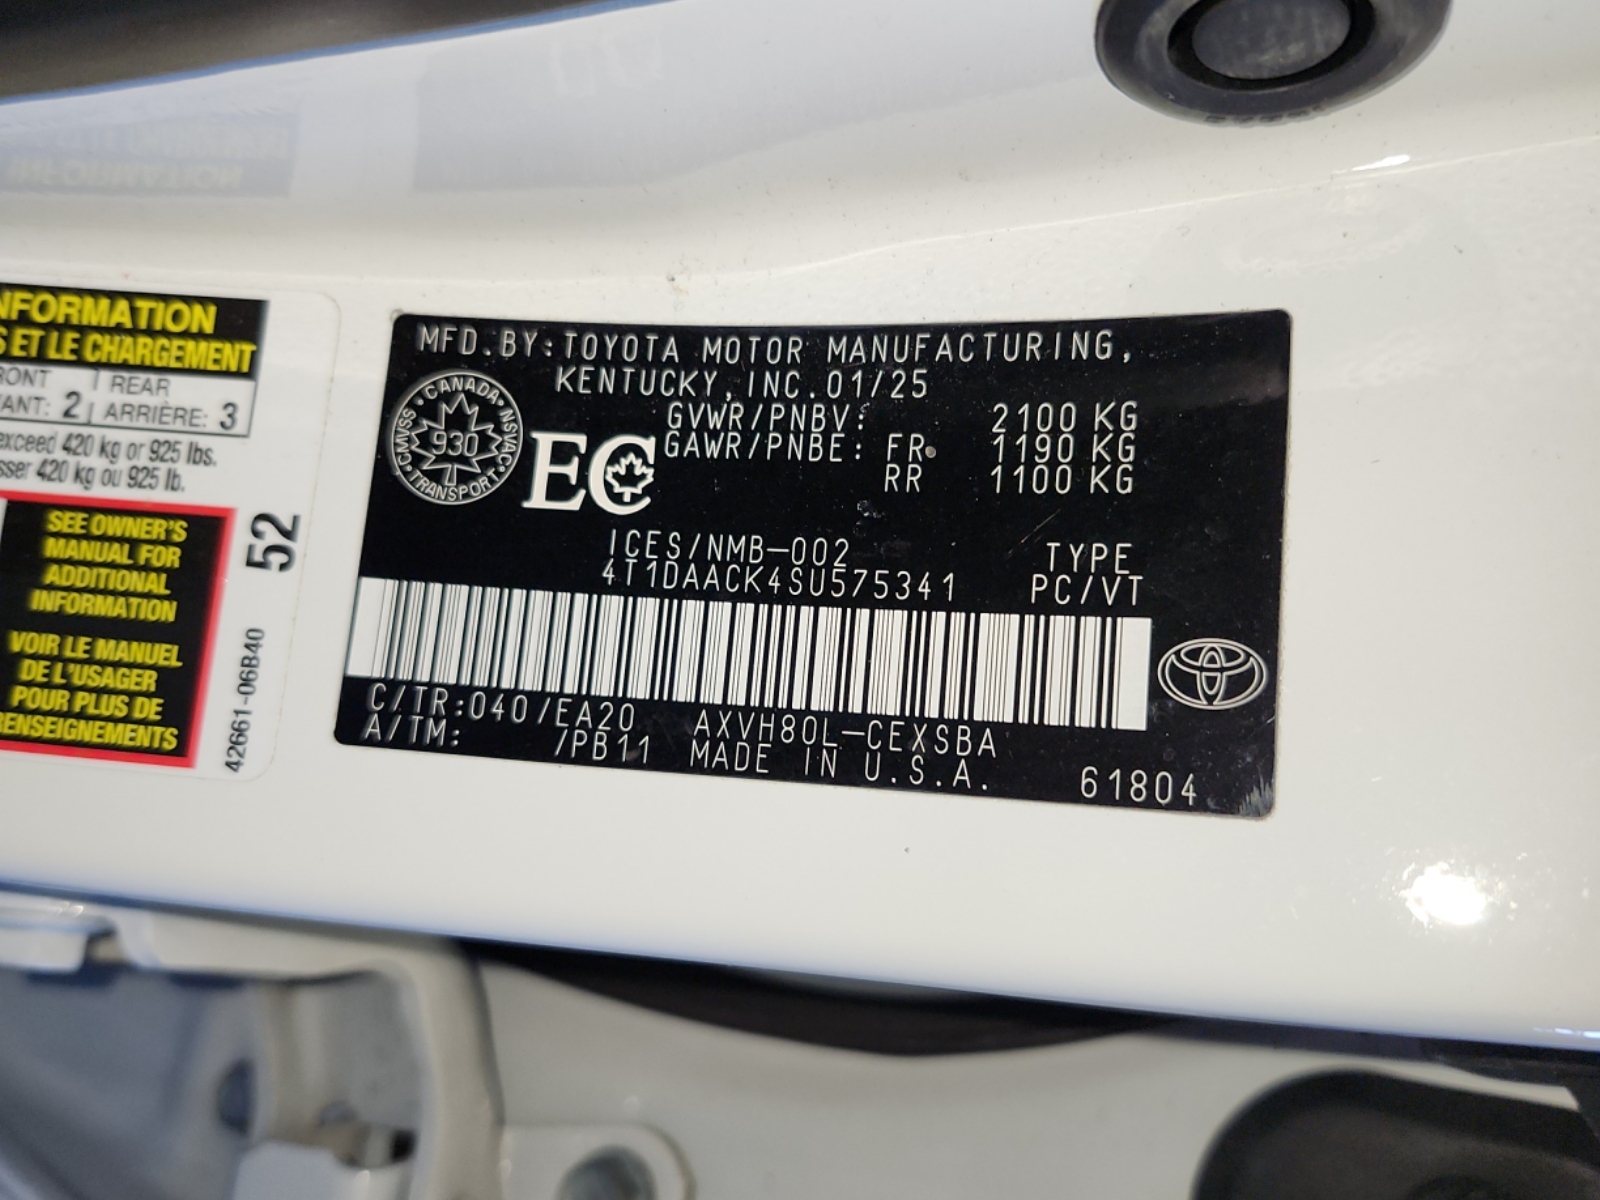 NFORMATION
S ET LE CHARGEMENT
RONT 2 REAR
ANT: ARRIÈRE: 3
exceed 420 kg or 925 lbs.
sser 420 kg ou 925 lb.
SEE OWNER'S
MANUAL FOR
ADDITIONAL
INFORMATION
VOIR LE MANUEL
DE L'USAGER
POUR PLUS DE
RENSEIGNEMENTS
52
42661-06B40
MFD.BY:TOYOTA MOTOR MANUFACTURING,
KENTUCKY, INC. 01/25
GVWR/PNBV: 2100 KG
GAWR/PNBE: FR 1190 KG
RR 1100 KG
CANADA
CMVSS 930 NSVAC
TRANSPORT
EC
ICES/NMB-002
4T1DAACK4SU575341
TYPE
PC/VT
C/TR:040/EA20 AXVH80L-CEXSBA
A/TM: /PB11 MADE IN U.S.A. 61804